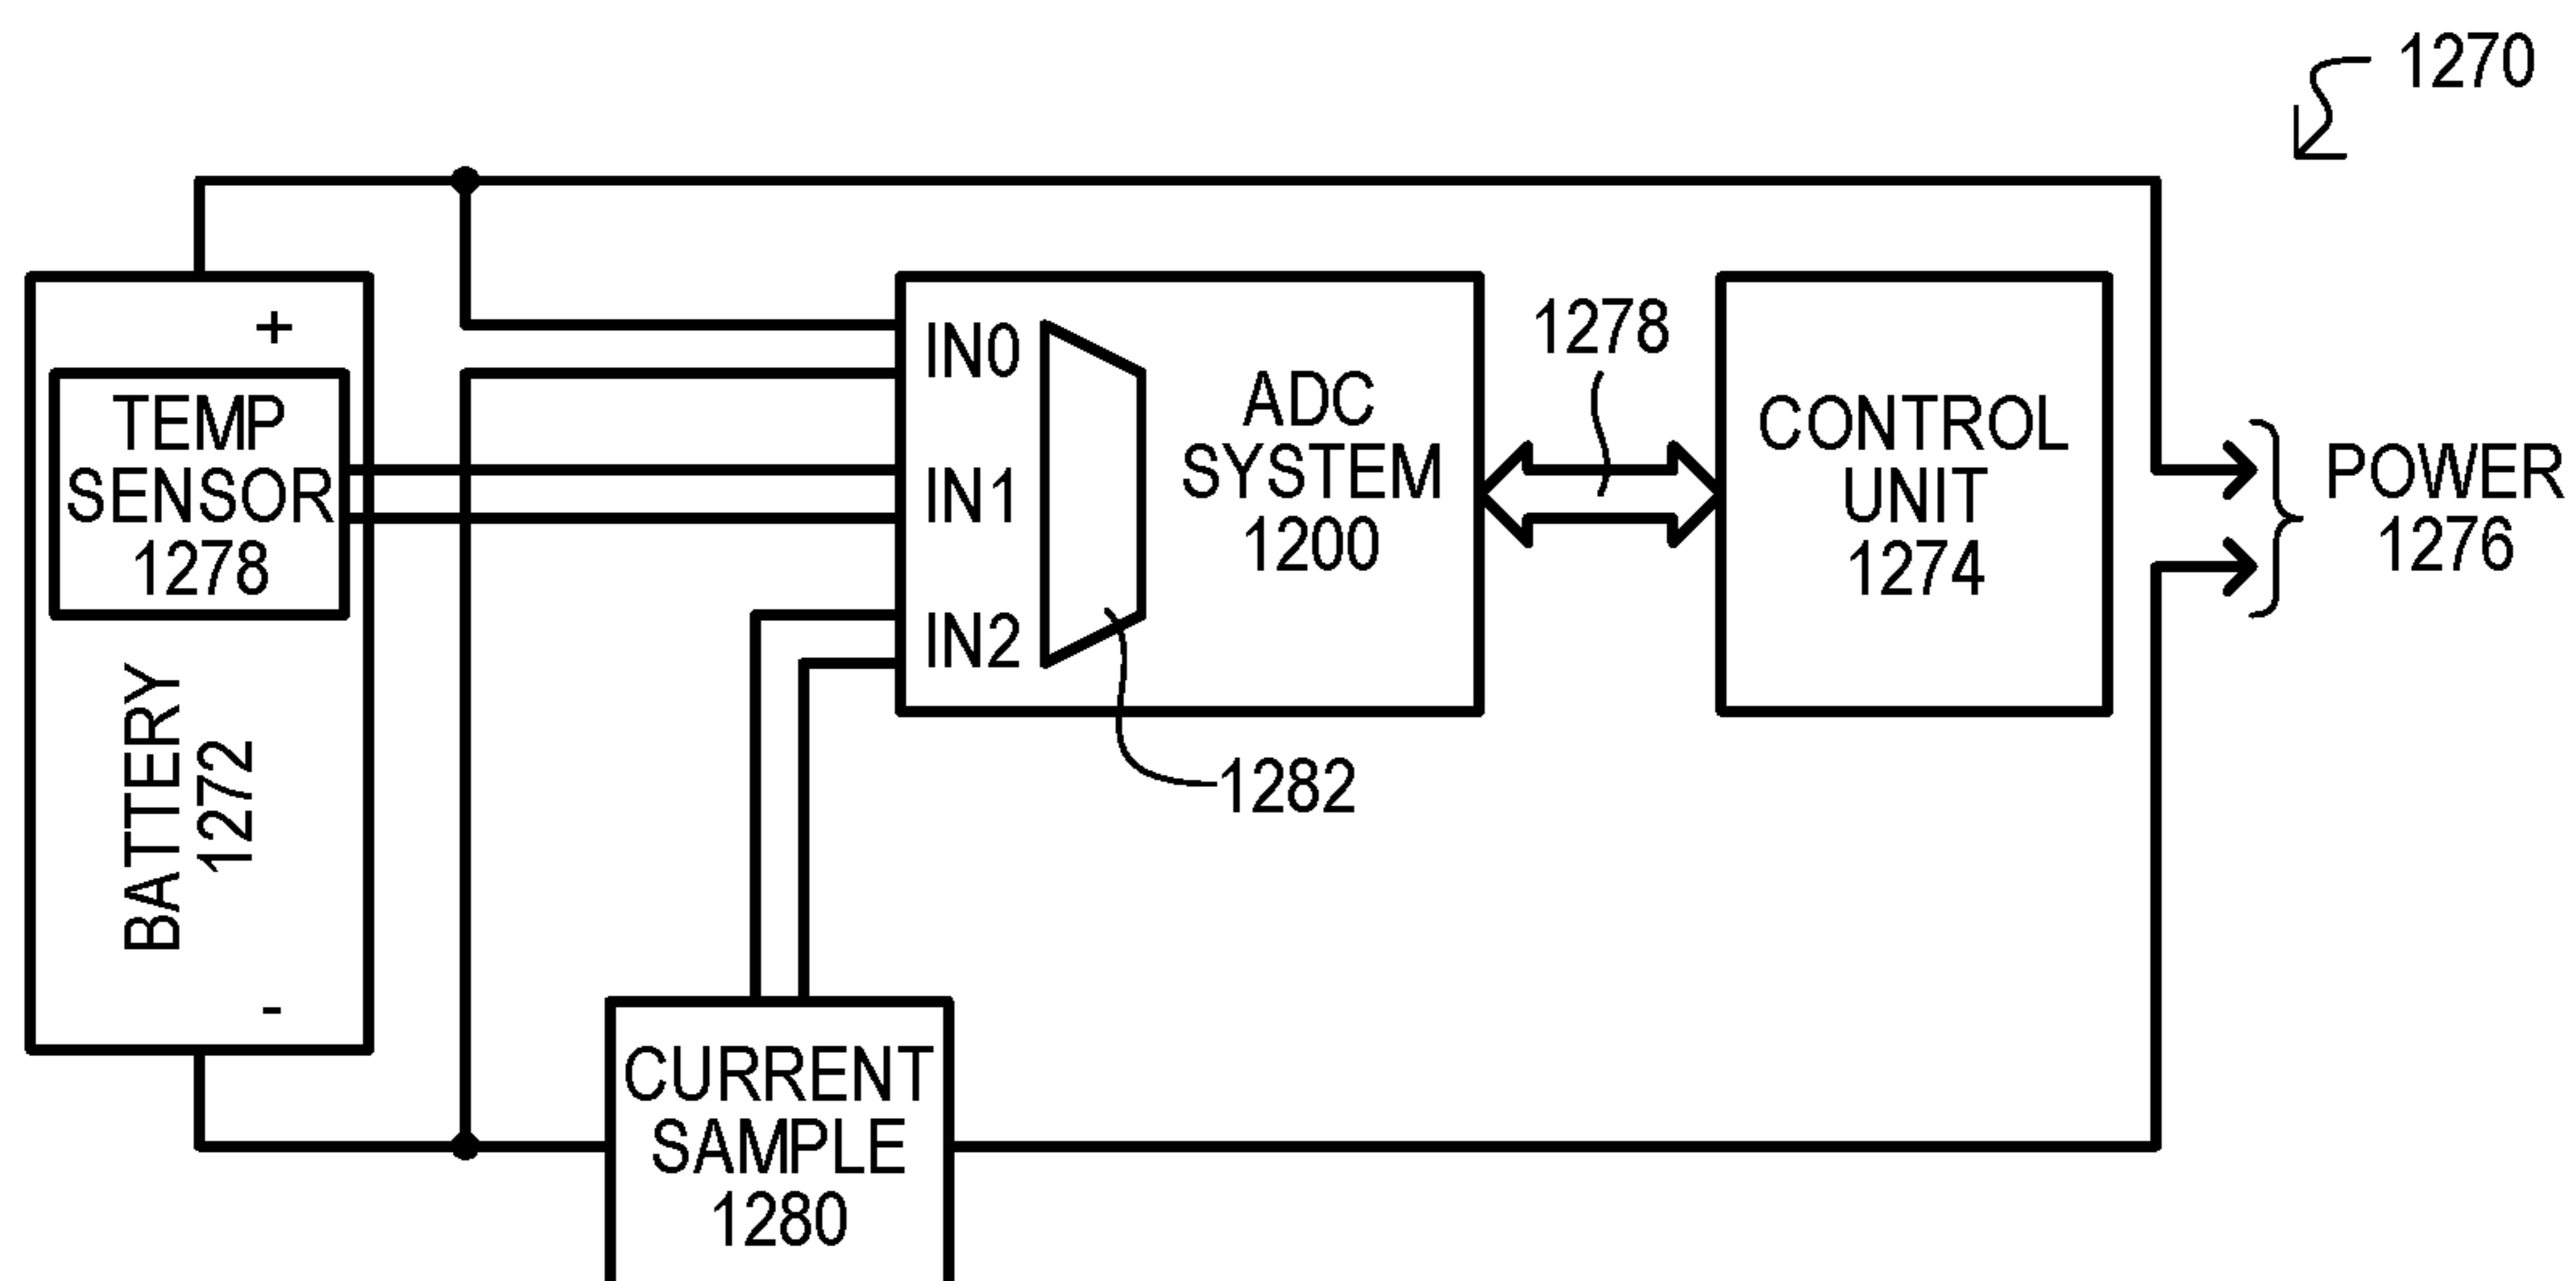 1270
+
TEMP
SENSOR
1278
BATTERY
1272
-
IN0
IN1
IN2
ADC
SYSTEM
1200
1282
1278
CONTROL
UNIT
1274
POWER
1276
CURRENT
SAMPLE
1280